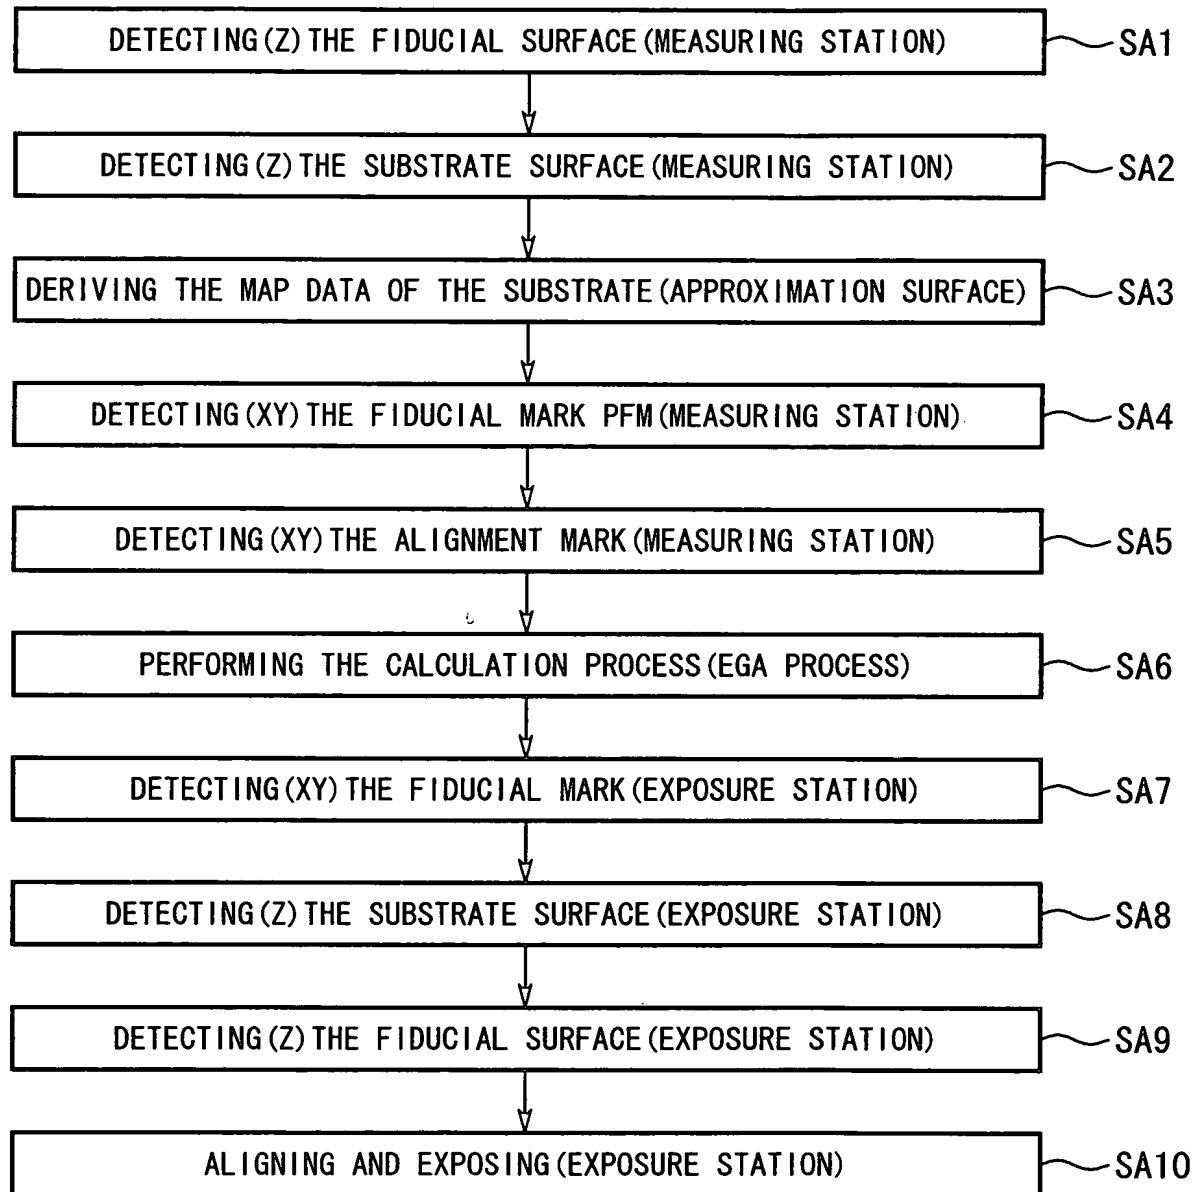 DETECTING(Z) THE FIDUCIAL SURFACE(MEASURING STATION) SA1
DETECTING(Z) THE SUBSTRATE SURFACE(MEASURING STATION) SA2
DERIVING THE MAP DATA OF THE SUBSTRATE(APPROXIMATION SURFACE) SA3
DETECTING(XY) THE FIDUCIAL MARK PFM(MEASURING STATION) SA4
DETECTING(XY) THE ALIGNMENT MARK(MEASURING STATION) SA5
PERFORMING THE CALCULATION PROCESS(EGA PROCESS) SA6
DETECTING(XY) THE FIDUCIAL MARK(EXPOSURE STATION) SA7
DETECTING(Z) THE SUBSTRATE SURFACE(EXPOSURE STATION) SA8
DETECTING(Z) THE FIDUCIAL SURFACE(EXPOSURE STATION) SA9
ALIGNING AND EXPOSING(EXPOSURE STATION) SA10